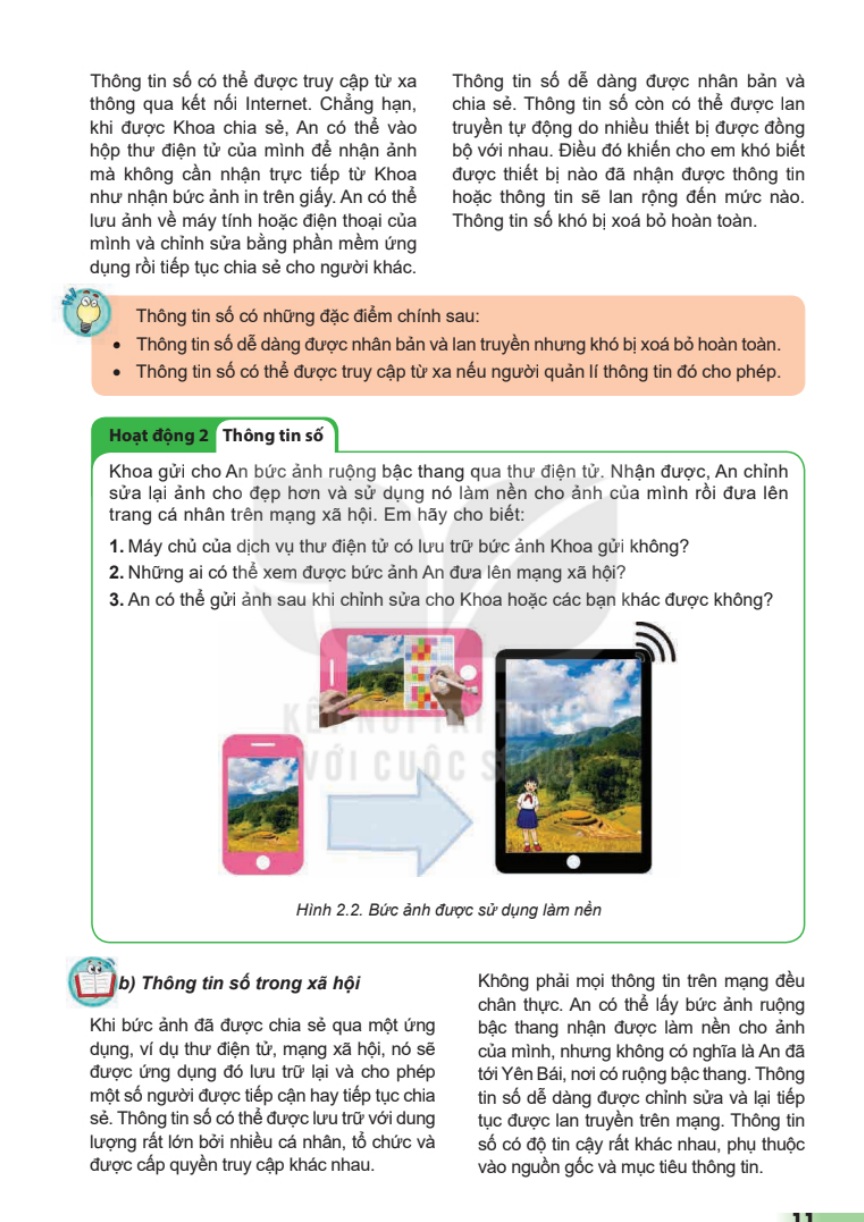 Thông tin số có thể được truy cập từ xa
thông qua kết nối Internet. Chẳng hạn,
khi được Khoa chia sẻ, An có thể vào
hộp thư điện tử của mình để nhận ảnh
mà không cần nhận trực tiếp từ Khoa
như nhận bức ảnh in trên giấy. An có thể
lưu ảnh về máy tính hoặc điện thoại của
mình và chỉnh sửa bằng phần mềm ứng
dụng rồi tiếp tục chia sẻ cho người khác.
Thông tin số dễ dàng được nhân bản và
chia sẻ. Thông tin số còn có thể được lan
truyền tự động do nhiều thiết bị được đồng
bộ với nhau. Điều đó khiến cho em khó biết
được thiết bị nào đã nhận được thông tin
hoặc thông tin sẽ lan rộng đến mức nào.
Thông tin số khó bị xoá bỏ hoàn toàn.
Thông tin số có những đặc điểm chính sau:
• Thông tin số dễ dàng được nhân bản và lan truyền nhưng khó bị xoá bỏ hoàn toàn.
• Thông tin số có thể được truy cập từ xa nếu người quản lí thông tin đó cho phép.
Hoạt động 2 Thông tin số
Khoa gửi cho An bức ảnh ruộng bậc thang qua thư điện tử. Nhận được, An chỉnh
sửa lại ảnh cho đẹp hơn và sử dụng nó làm nền cho ảnh của mình rồi đưa lên
trang cá nhân trên mạng xã hội. Em hãy cho biết:
1. Máy chủ của dịch vụ thư điện tử có lưu trữ bức ảnh Khoa gửi không?
2. Những ai có thể xem được bức ảnh An đưa lên mạng xã hội?
3. An có thể gửi ảnh sau khi chỉnh sửa cho Khoa hoặc các bạn khác được không?
KẾT NỐI TRI THỨC
VỚI CUỘC SỐNG
Hình 2.2. Bức ảnh được sử dụng làm nền
b) Thông tin số trong xã hội
Khi bức ảnh đã được chia sẻ qua một ứng
dụng, ví dụ thư điện tử, mạng xã hội, nó sẽ
được ứng dụng đó lưu trữ lại và cho phép
một số người được tiếp cận hay tiếp tục chia
sẻ. Thông tin số có thể được lưu trữ với dung
lượng rất lớn bởi nhiều cá nhân, tổ chức và
được cấp quyền truy cập khác nhau.
Không phải mọi thông tin trên mạng đều
chân thực. An có thể lấy bức ảnh ruộng
bậc thang nhận được làm nền cho ảnh
của mình, nhưng không có nghĩa là An đã
tới Yên Bái, nơi có ruộng bậc thang. Thông
tin số dễ dàng được chỉnh sửa và lại tiếp
tục được lan truyền trên mạng. Thông tin
số có độ tin cậy rất khác nhau, phụ thuộc
vào nguồn gốc và mục tiêu thông tin.
11